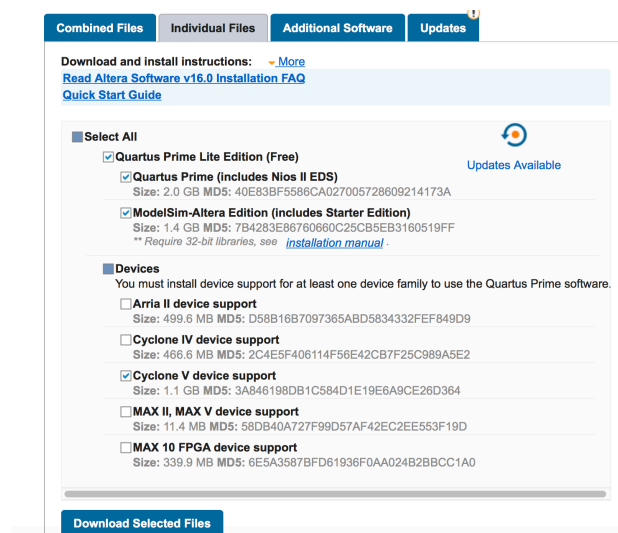 Combined Files
Individual Files
Additional Software
Updates
!
Download and install instructions: More
Read Altera Software v16.0 Installation FAQ
Quick Start Guide
Select All
Updates Available
Quartus Prime Lite Edition (Free)
Quartus Prime (includes Nios II EDS)
Size: 2.0 GB MD5: 40E83BF5586CA027005728609214173A
ModelSim-Altera Edition (includes Starter Edition)
Size: 1.4 GB MD5: 7B4283E86760660C25CB5EB3160519FF
** Require 32-bit libraries, see installation manual .
Devices
You must install device support for at least one device family to use the Quartus Prime software.
Arria II device support
Size: 499.6 MB MD5: D58B16B7097365ABD5834332FEF849D9
Cyclone IV device support
Size: 466.6 MB MD5: 2C4E5F406114F56E42CB7F25C989A5E2
Cyclone V device support
Size: 1.1 GB MD5: 3A846198DB1C584D1E19E6A9CE26D364
MAX II, MAX V device support
Size: 11.4 MB MD5: 58DB40A727F99D57AF42EC2EE553F19D
MAX 10 FPGA device support
Size: 339.9 MB MD5: 6E5A3587BFD61936F0AA024B2BBCC1A0
Download Selected Files